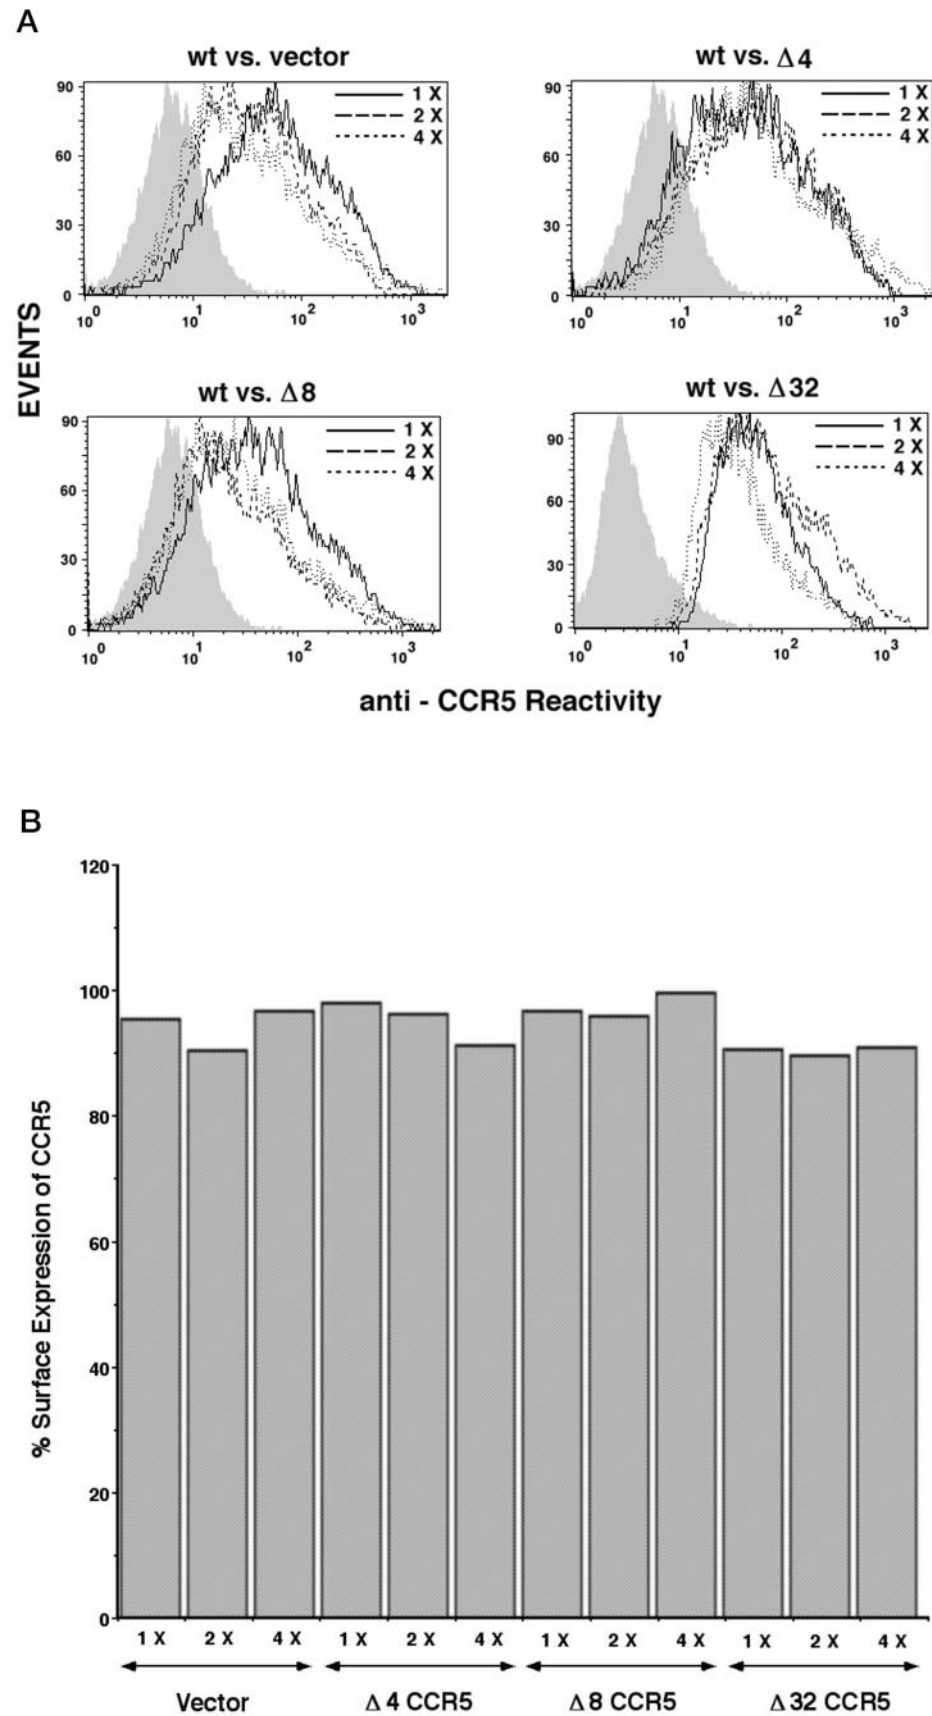 A
wt vs. vector
wt vs. Δ4
90
60
30
0
1 X
2 X
4 X
10^0 10^1 10^2 10^3
90
60
30
0
1 X
2 X
4 X
10^0 10^1 10^2 10^3
EVENTS
wt vs. Δ8
wt vs. Δ32
90
60
30
0
1 X
2 X
4 X
10^0 10^1 10^2 10^3
90
60
30
0
1 X
2 X
4 X
10^0 10^1 10^2 10^3
anti - CCR5 Reactivity
B
% Surface Expression of CCR5
120
100
80
60
40
20
0
1 X 2 X 4 X 1 X 2 X 4 X 1 X 2 X 4 X 1 X 2 X 4 X
Vector Δ4 CCR5 Δ8 CCR5 Δ32 CCR5